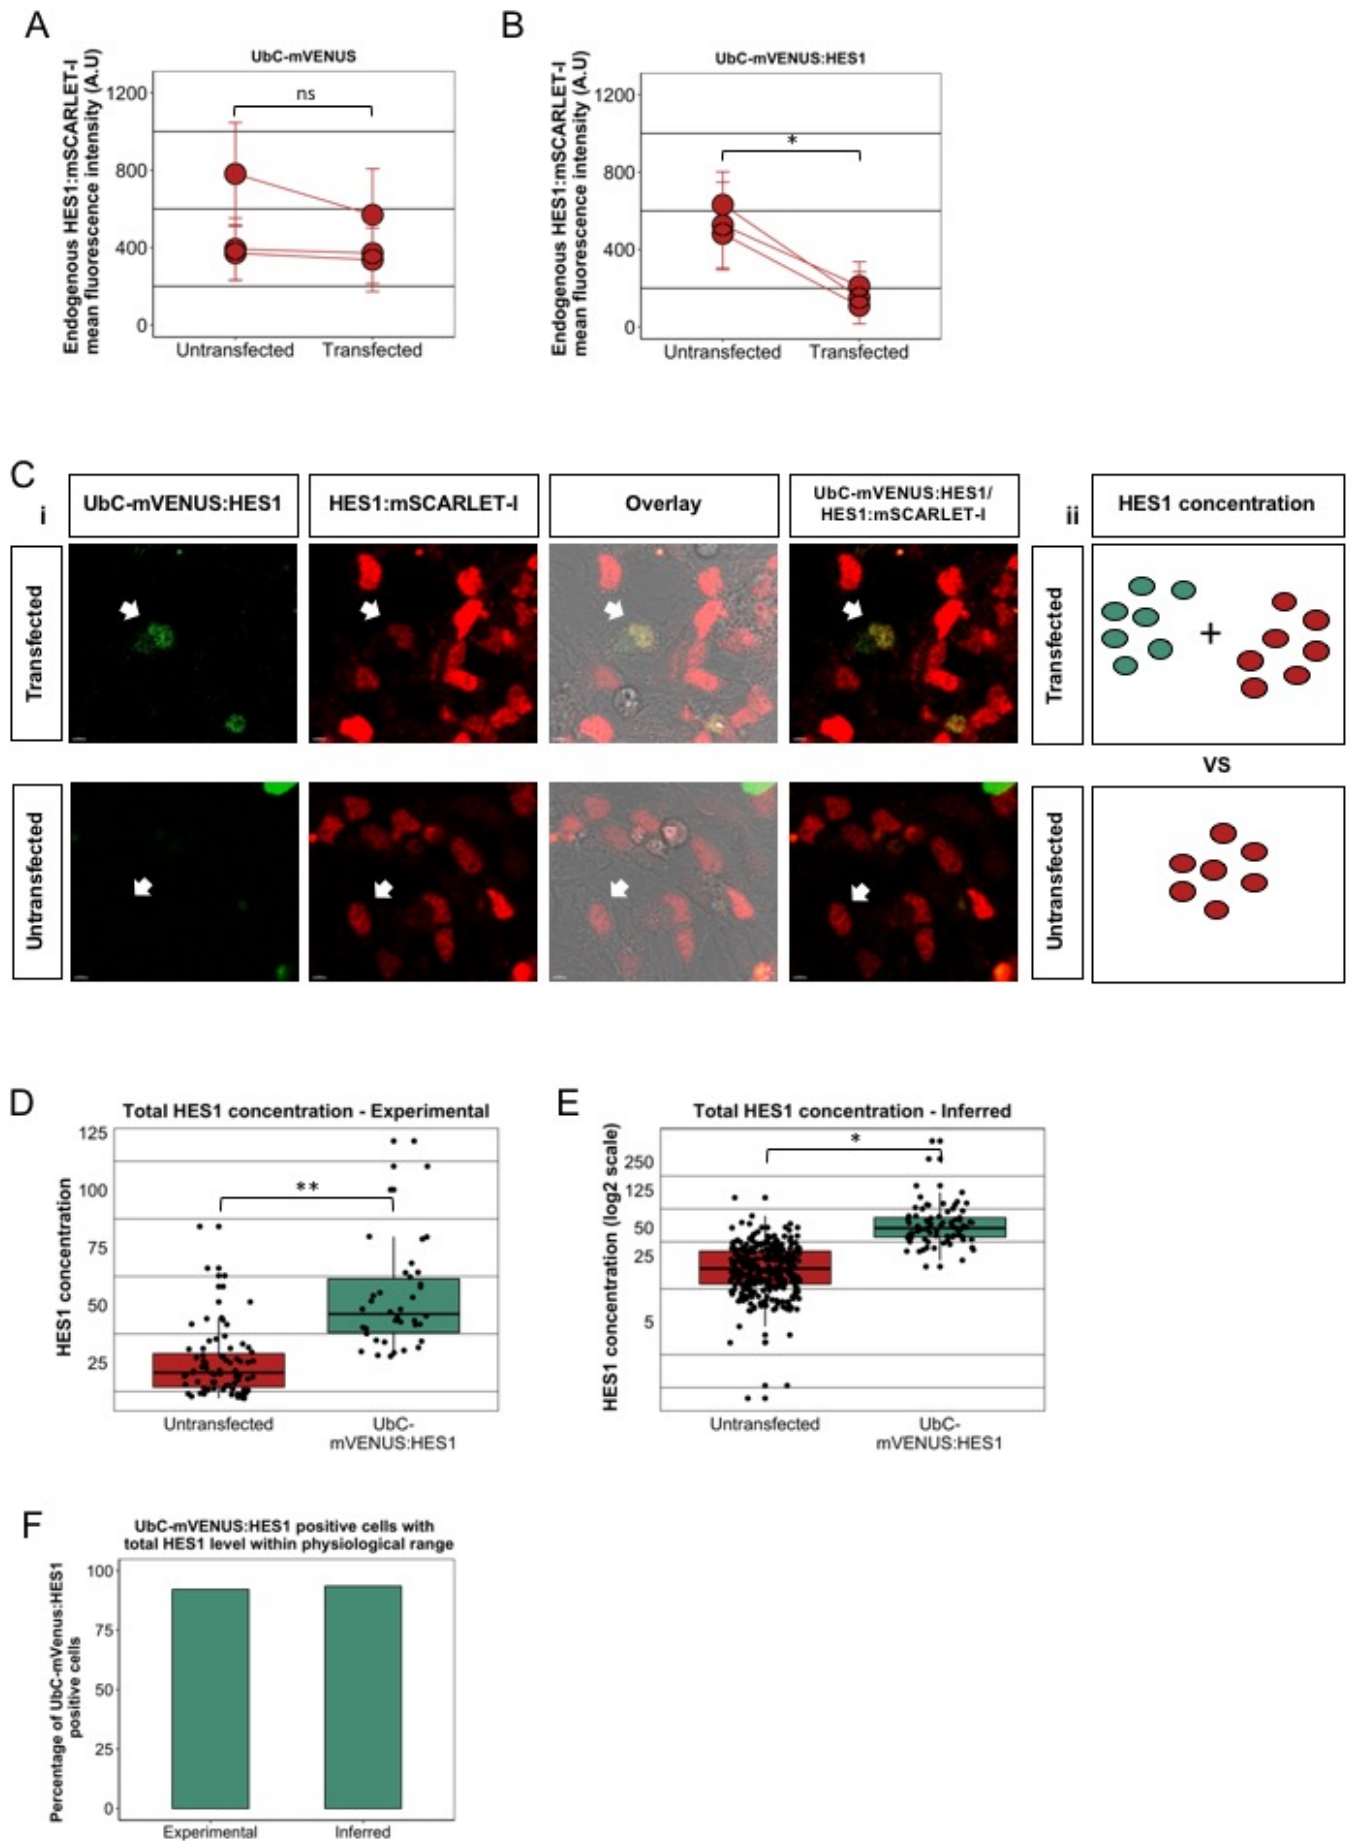 A
UbC-mVENUS
Endogenous HES1:mSCARLET-I
mean fluorescence intensity (A.U)
1200
800
400
0
ns
Untransfected Transfected
B
UbC-mVENUS:HES1
Endogenous HES1:mSCARLET-I
mean fluorescence intensity (A.U)
1200
800
400
0
*
Untransfected Transfected
C
i
UbC-mVENUS:HES1
HES1:mSCARLET-I
Overlay
UbC-mVENUS:HES1/
HES1:mSCARLET-I
ii
HES1 concentration
Transfected
Transfected
+
VS
Untransfected
Untransfected
D
Total HES1 concentration - Experimental
HES1 concentration
125
100
75
50
25
**
Untransfected
UbC-
mVENUS:HES1
E
Total HES1 concentration - Inferred
HES1 concentration (log2 scale)
250
125
50
25
5
*
Untransfected
UbC-
mVENUS:HES1
F
UbC-mVENUS:HES1 positive cells with
total HES1 level within physiological range
Percentage of UbC-mVenus:HES1
positive cells
100
75
50
25
0
Experimental
Inferred